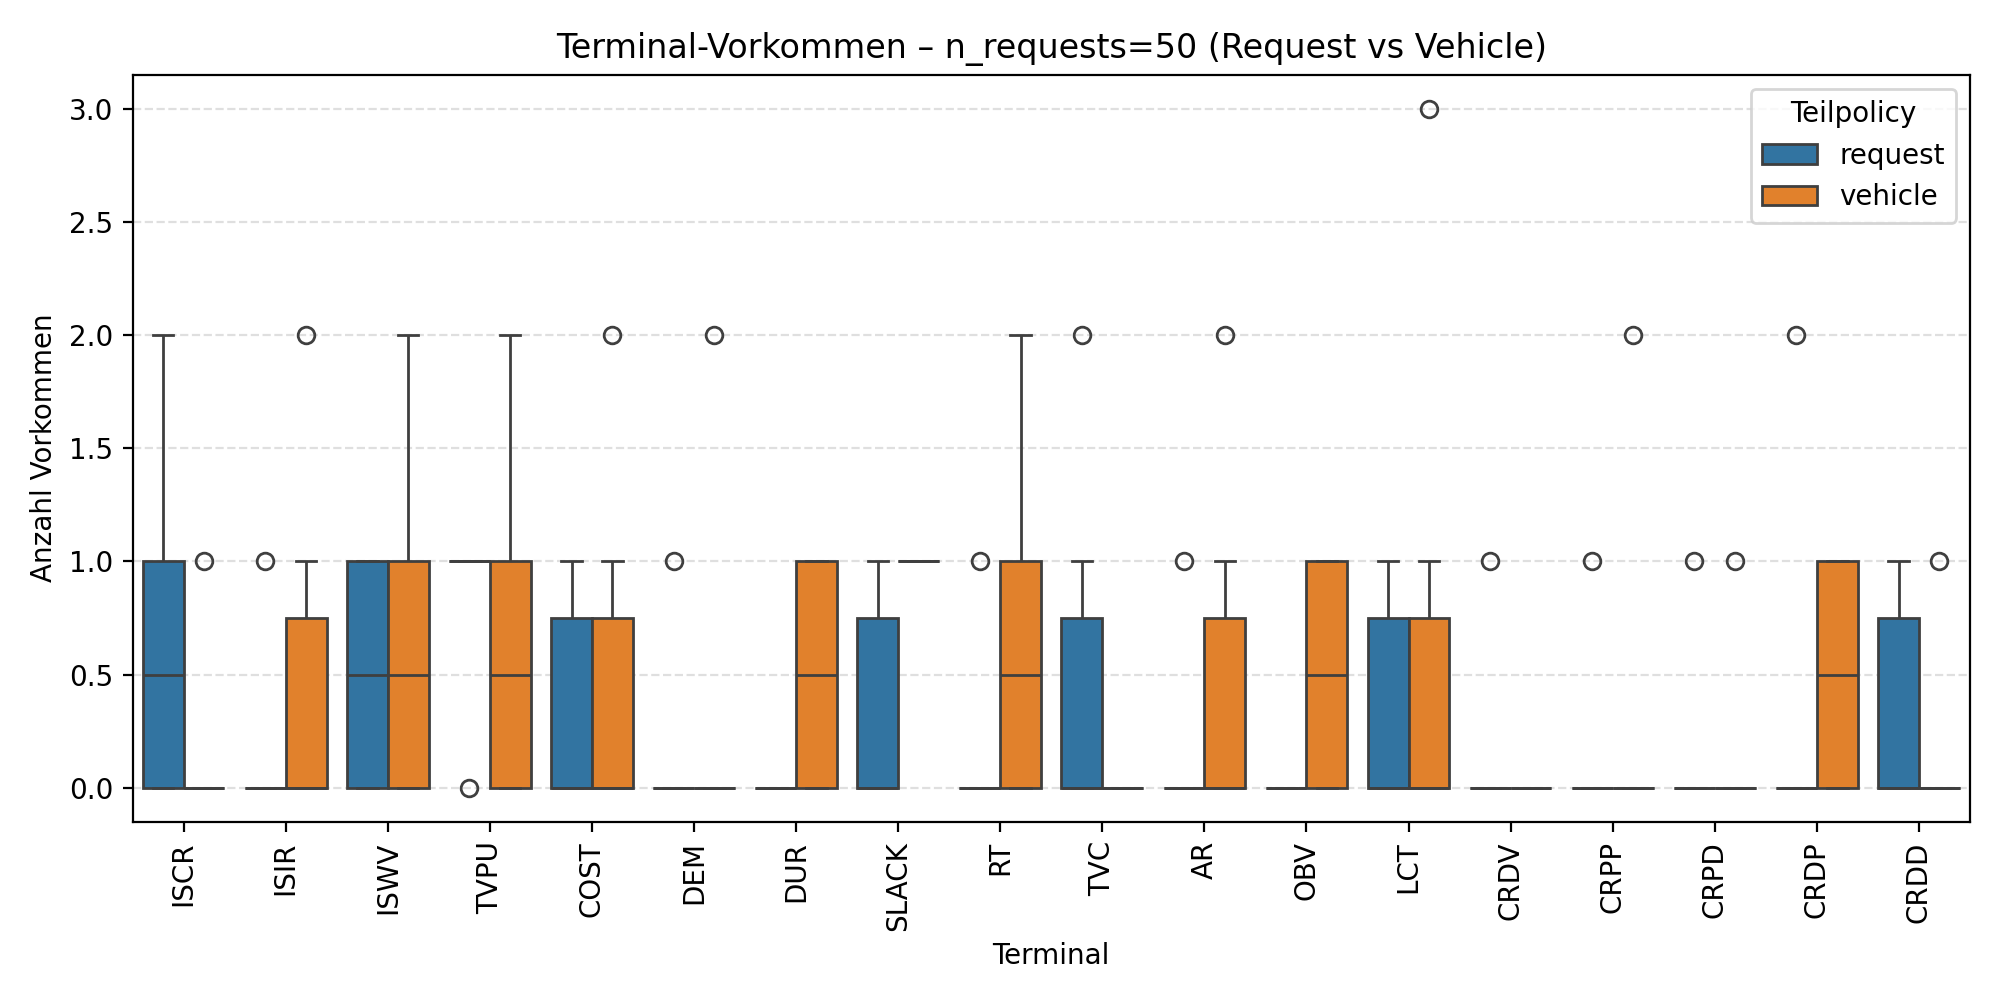 Terminal-Vorkommen – n_requests=50 (Request vs Vehicle)
Teilpolicy
request
vehicle
Anzahl Vorkommen
3.0
2.5
2.0
1.5
1.0
0.5
0.0
ISCR
ISIR
ISWV
TVPU
COST
DEM
DUR
SLACK
RT
TVC
AR
OBV
LCT
CRDV
CRPP
CRPD
CRDP
CRDD
Terminal